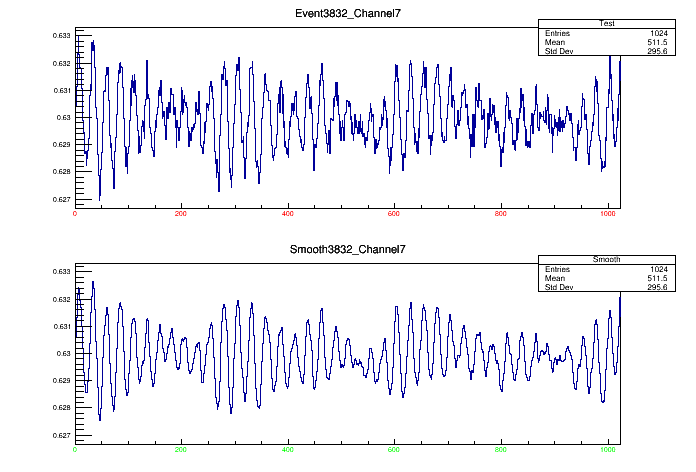 Event3832_Channel7
Test
Entries 1024
Mean 511.5
Std Dev 295.6
0.633
0.632
0.631
0.63
0.629
0.628
0.627
0 200 400 600 800 1000
Smooth3832_Channel7
Smooth
Entries 1024
Mean 511.5
Std Dev 295.6
0.633
0.632
0.631
0.63
0.629
0.628
0.627
0 200 400 600 800 1000